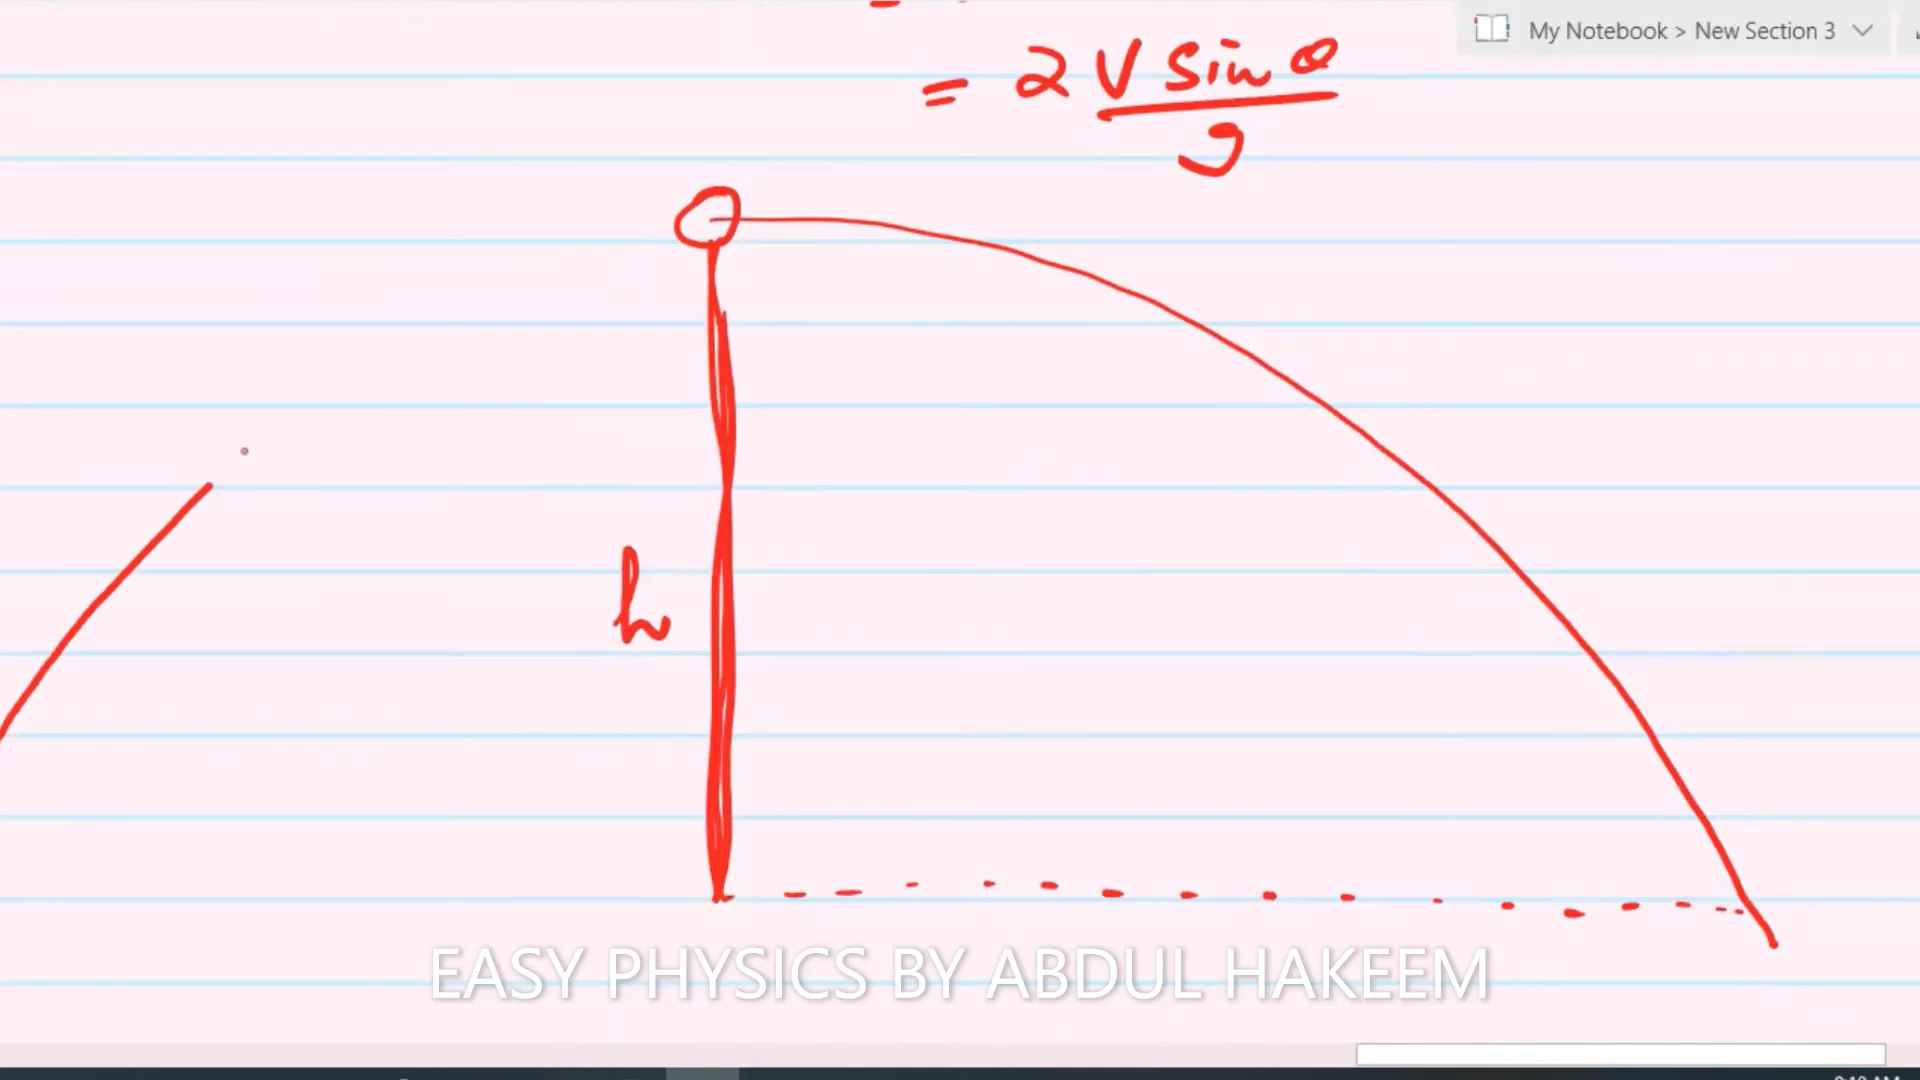 My Notebook > New Section 3
= 2 V sin θ
g
h
EASY PHYSICS BY ABDUL HAKEEM